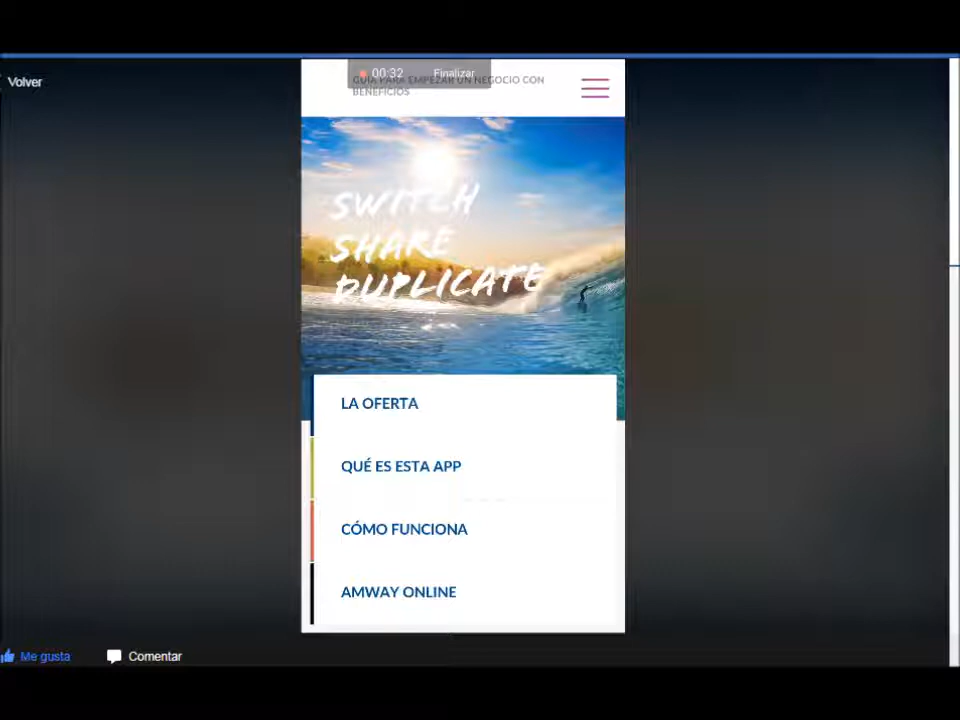 Volver
00:32 Finalizar
GUÍA PARA EMPEZAR UN NEGOCIO CON
BENEFICIOS
SWITCH
SHARE
DUPLICATE
LA OFERTA
QUÉ ES ESTA APP
CÓMO FUNCIONA
AMWAY ONLINE
Me gusta
Comentar